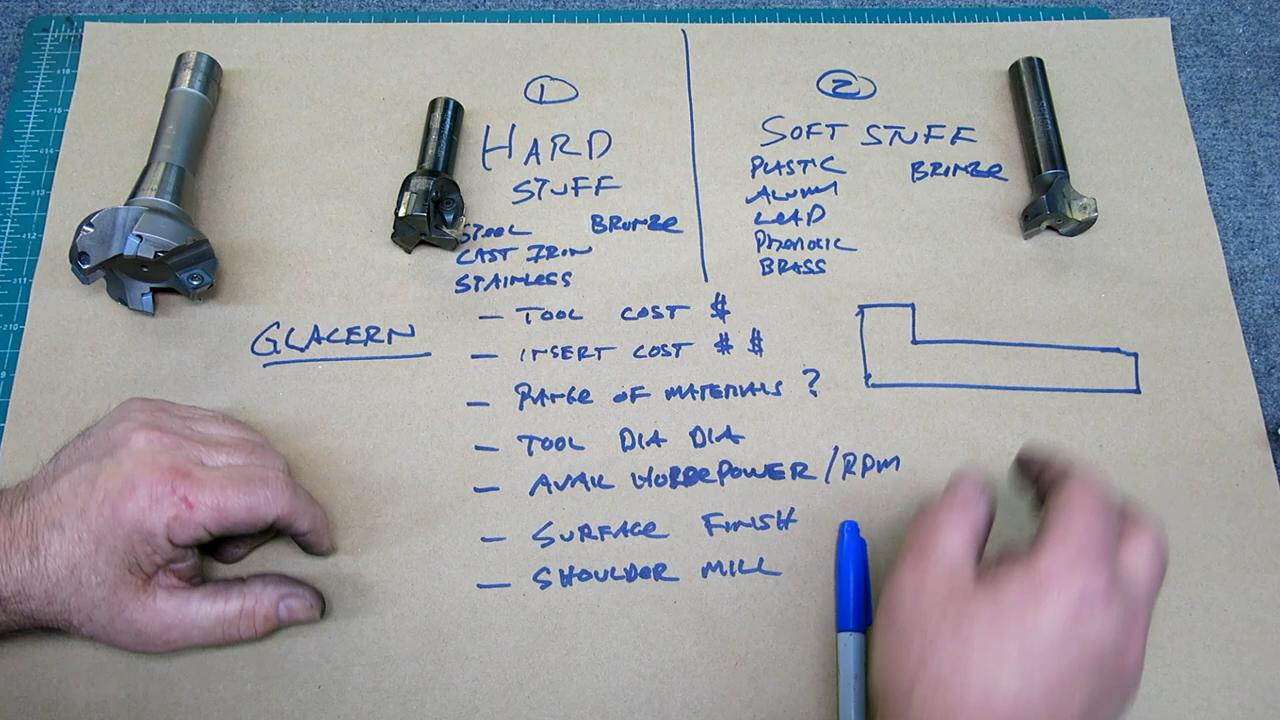 1
HARD
STUFF
STEEL BRONZE
CAST IRON
STAINLESS
2
SOFT STUFF
PLASTIC BRONZE
ALUM
LEAD
PHENOLIC
BRASS
GLACERN
- TOOL COST $
- INSERT COST $ $
- RANGE OF MATERIALS ?
- TOOL DIA DIA
- AVAIL HORSEPOWER/RPM
- SURFACE FINISH
- SHOULDER MILL